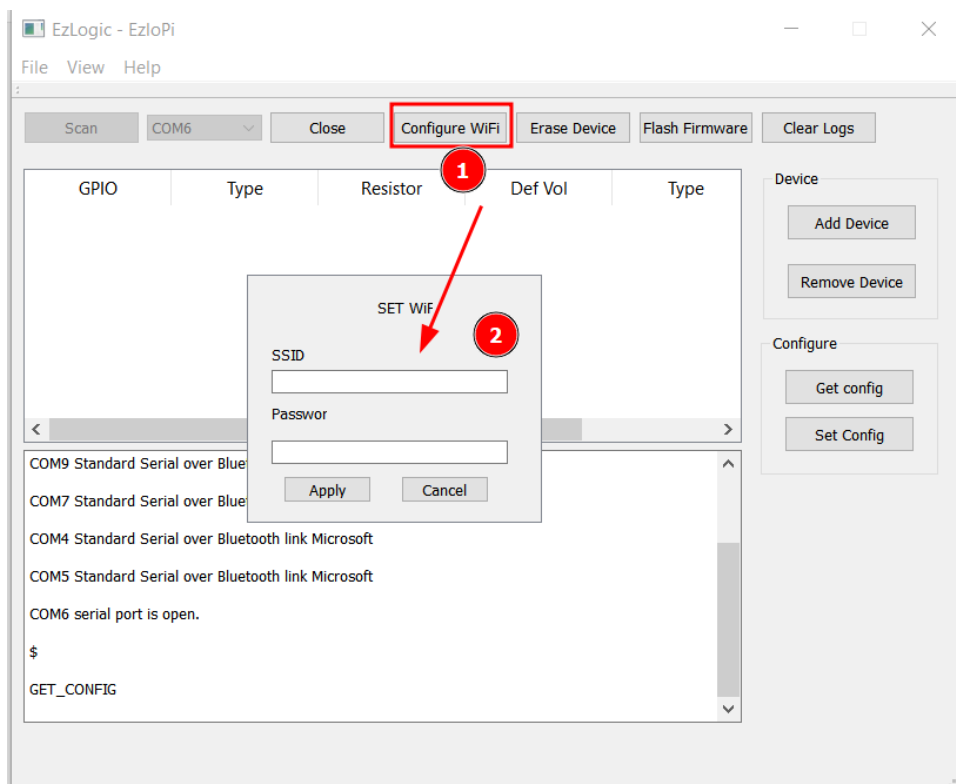 EzLogic - EzloPi
File View Help
Scan COM6 Close Configure WiFi Erase Device Flash Firmware Clear Logs
1
GPIO Type Resistor Def Vol Type
Device
Add Device
Remove Device
SET WiF
2
SSID
Passwor
Apply Cancel
Configure
Get config
Set Config
COM9 Standard Serial over Blue
COM7 Standard Serial over Blue
COM4 Standard Serial over Bluetooth link Microsoft
COM5 Standard Serial over Bluetooth link Microsoft
COM6 serial port is open.
$
GET_CONFIG